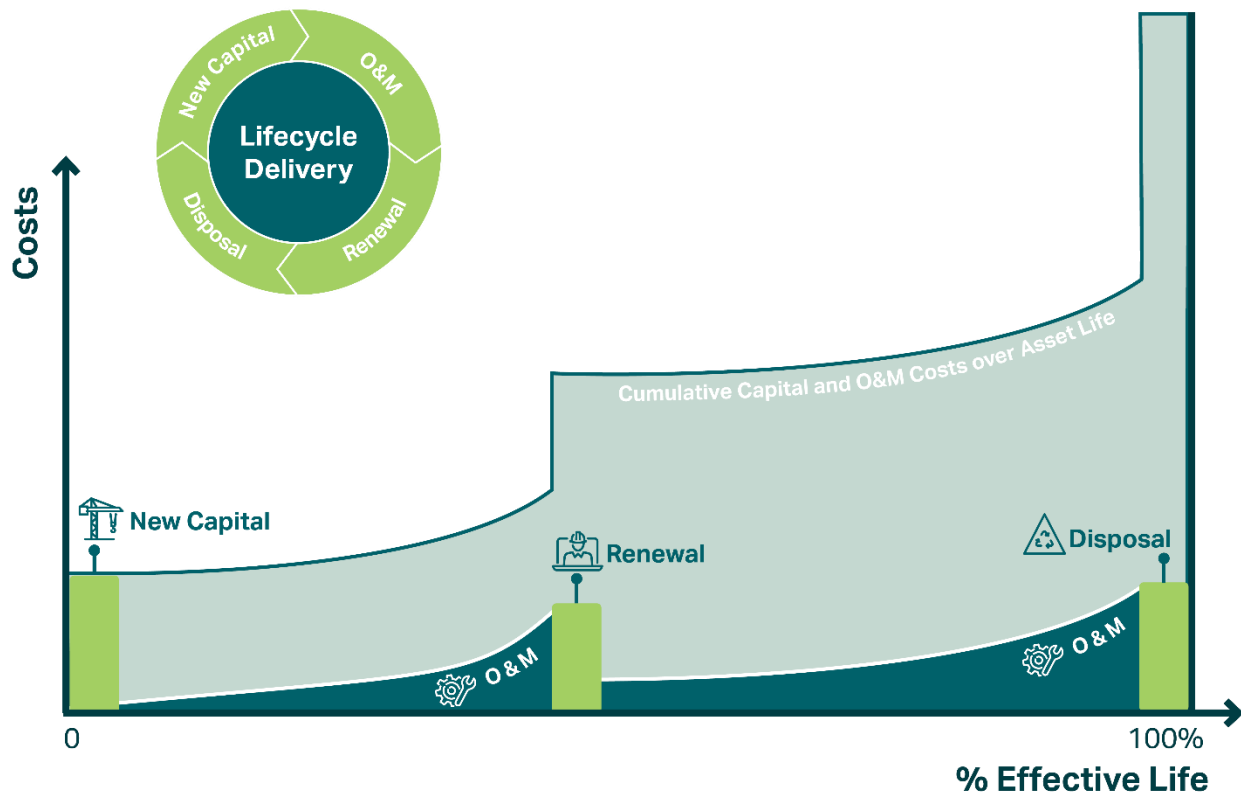 New Capital
O&M
Lifecycle
Delivery
Disposal
Renewal
Costs
Cumulative Capital and O&M Costs over Asset Life
New Capital
Renewal
Disposal
O & M
O & M
0
100%
% Effective Life